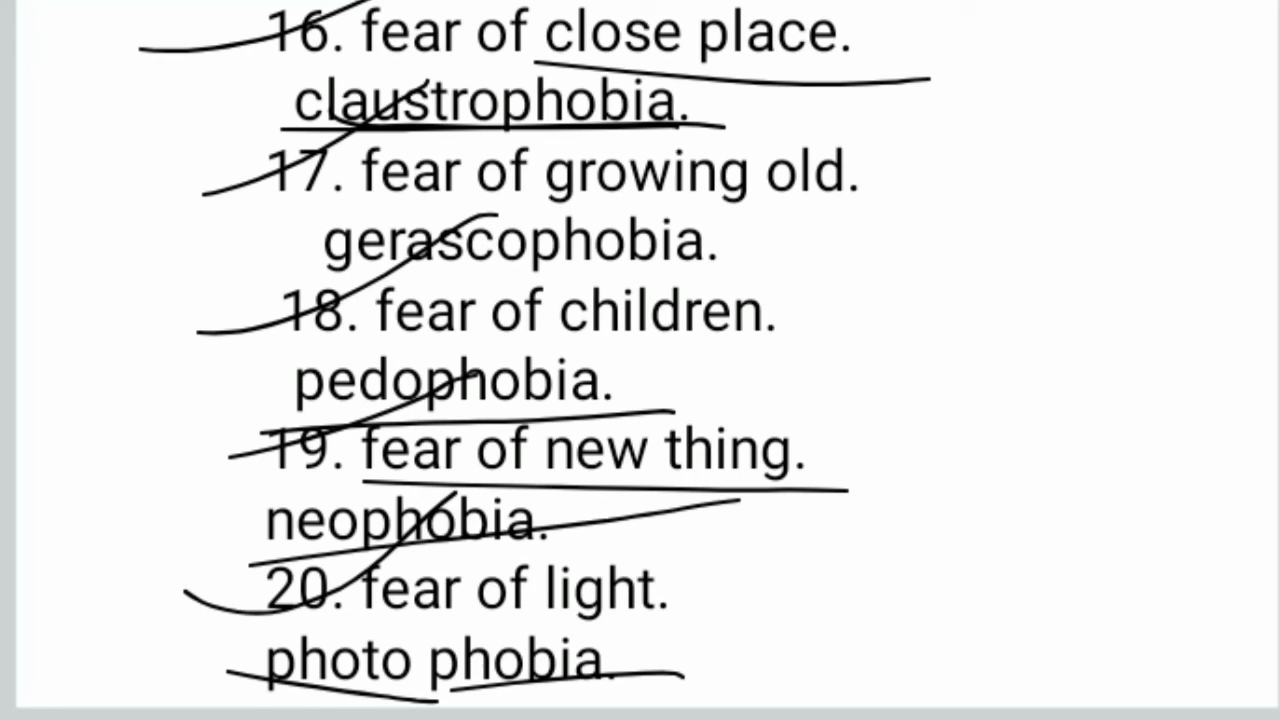 16. fear of close place.
claustrophobia.
17. fear of growing old.
gerascophobia.
18. fear of children.
pedophobia.
19. fear of new thing.
neophobia.
20. fear of light.
photo phobia.